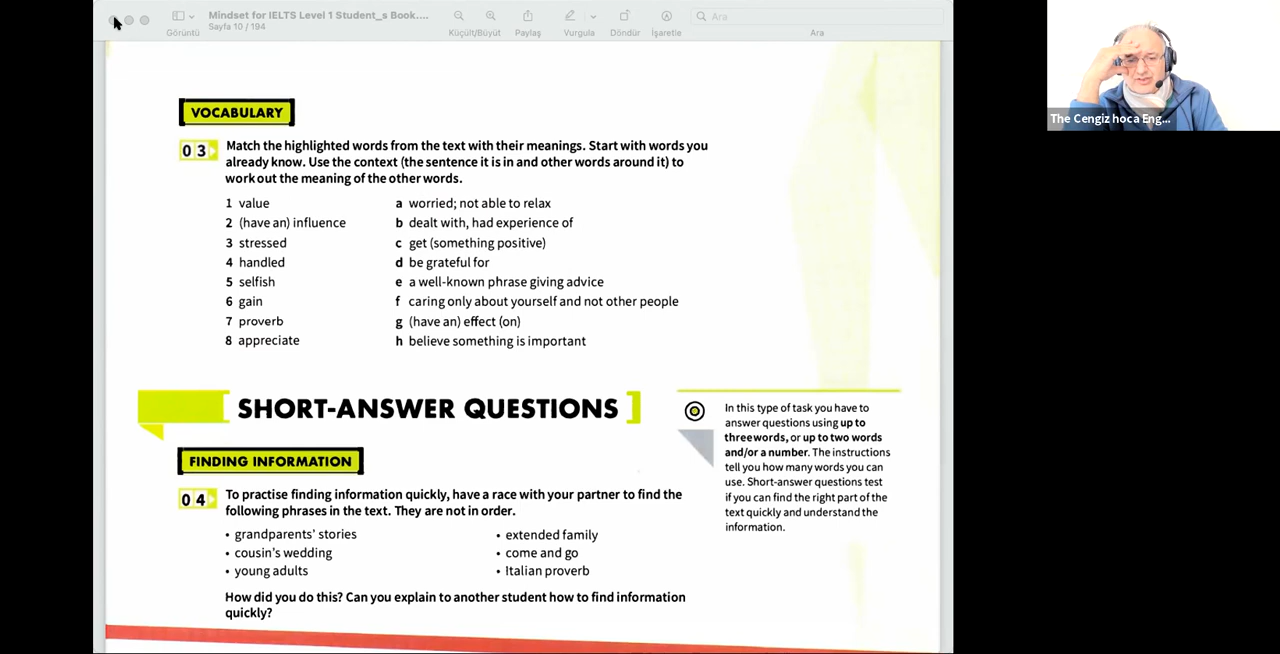 Mindset for IELTS Level 1 Student_s Book....
Sayfa 10 / 194
Görüntü
Küçült/Büyüt
Paylaş
Vurgula
Döndür
İşaretle
Ara
Ara
The Cengiz hoca Eng...
VOCABULARY
03 Match the highlighted words from the text with their meanings. Start with words you
already know. Use the context (the sentence it is in and other words around it) to
work out the meaning of the other words.
1 value
2 (have an) influence
3 stressed
4 handled
5 selfish
6 gain
7 proverb
8 appreciate
a worried; not able to relax
b dealt with, had experience of
c get (something positive)
d be grateful for
e a well-known phrase giving advice
f caring only about yourself and not other people
g (have an) effect (on)
h believe something is important
SHORT-ANSWER QUESTIONS
In this type of task you have to
answer questions using up to
three words, or up to two words
and/or a number. The instructions
tell you how many words you can
use. Short-answer questions test
if you can find the right part of the
text quickly and understand the
information.
FINDING INFORMATION
04 To practise finding information quickly, have a race with your partner to find the
following phrases in the text. They are not in order.
• grandparents' stories
• cousin's wedding
• young adults
• extended family
• come and go
• Italian proverb
How did you do this? Can you explain to another student how to find information
quickly?